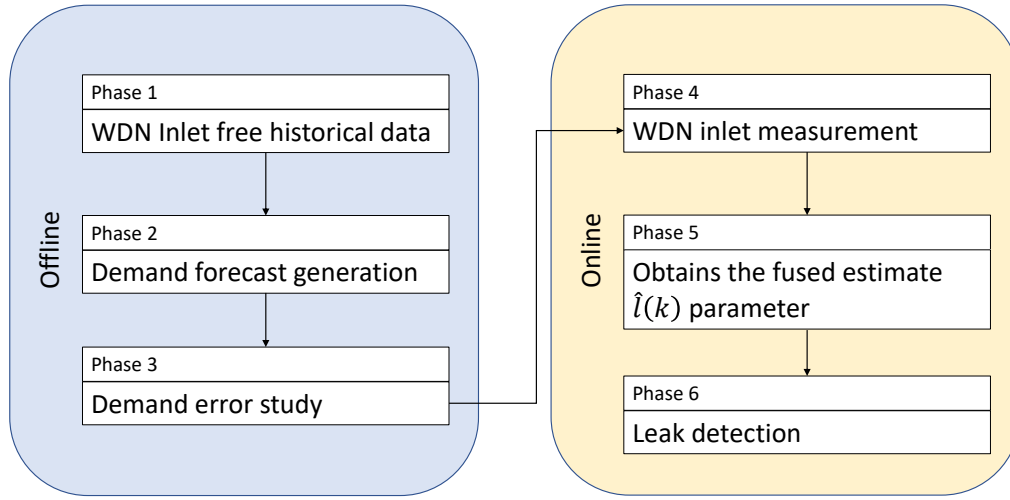 Offline
Phase 1
WDN Inlet free historical data
Phase 2
Demand forecast generation
Phase 3
Demand error study
Online
Phase 4
WDN inlet measurement
Phase 5
Obtains the fused estimate
l̂(k) parameter
Phase 6
Leak detection